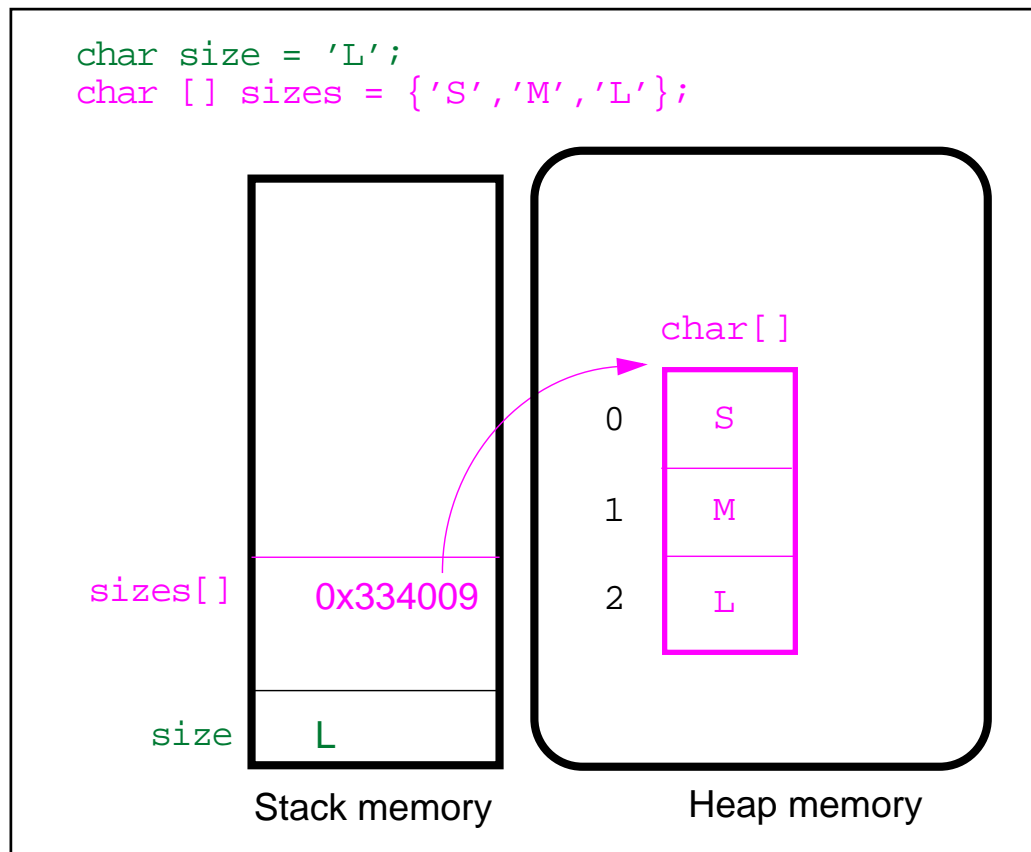 char size = ’L’;
char [] sizes = {’S’,’M’,’L’};
char[]
0 S
1 M
sizes[] 0x334009 2 L
size L
Stack memory Heap memory